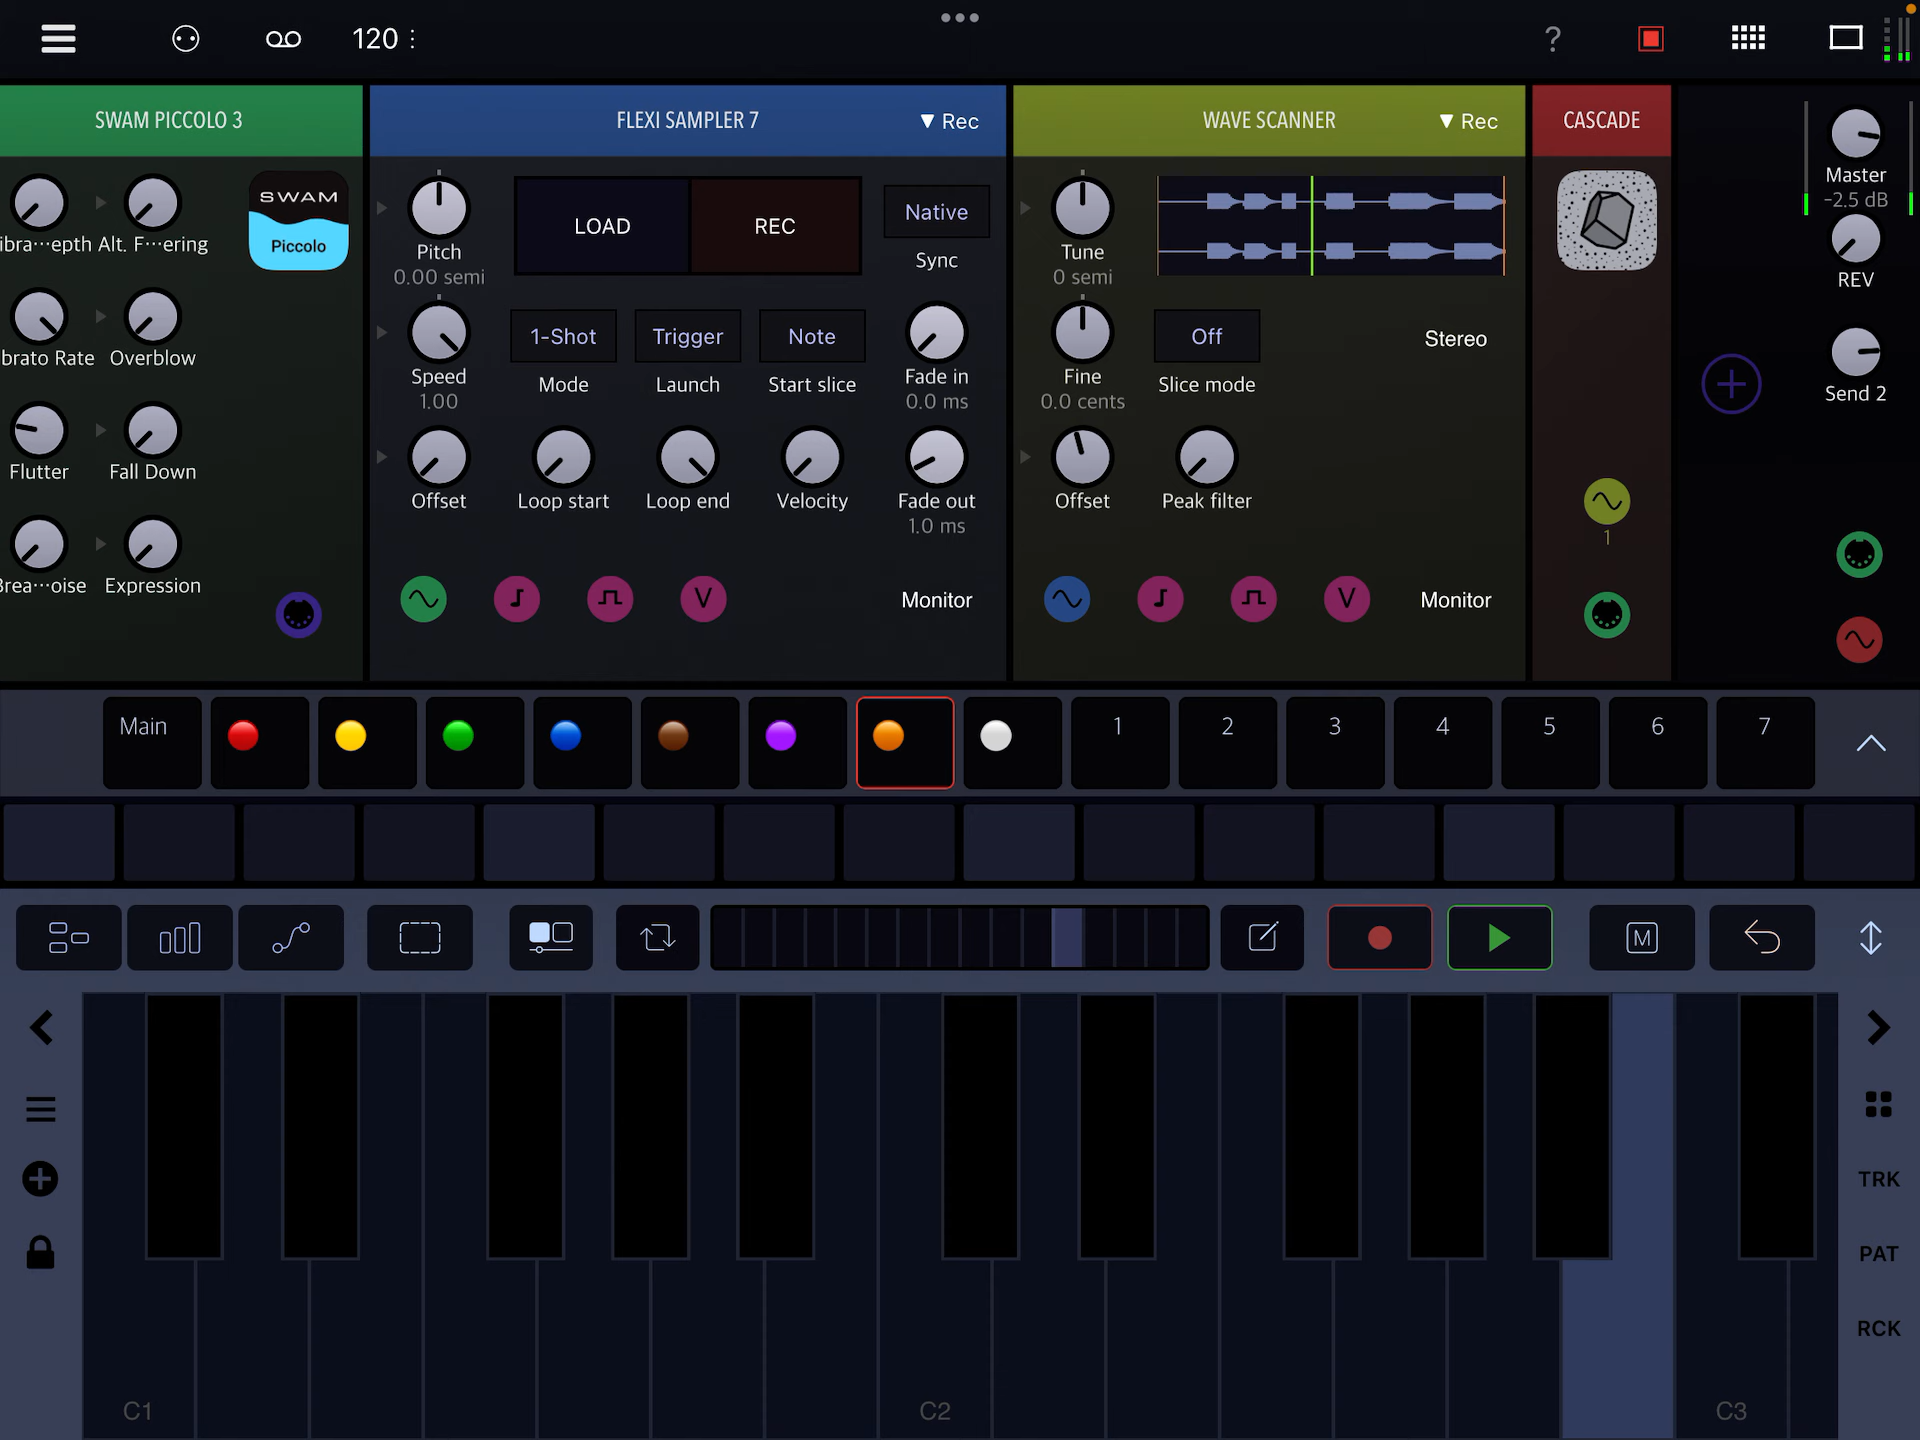 120
?
SWAM PICCOLO 3
FLEXI SAMPLER 7
▼ Rec
WAVE SCANNER
▼ Rec
CASCADE
Master
-2.5 dB
REV
Send 2
ibra···epth
Alt. F···ering
SWAM
Piccolo
brato Rate
Overblow
Flutter
Fall Down
Brea···oise
Expression
Pitch
0.00 semi
LOAD
REC
Native
Sync
Speed
1.00
1-Shot
Mode
Trigger
Launch
Note
Start slice
Fade in
0.0 ms
Offset
Loop start
Loop end
Velocity
Fade out
1.0 ms
V
Monitor
Tune
0 semi
Fine
0.0 cents
Off
Slice mode
Stereo
Offset
Peak filter
V
Monitor
1
Main
1
2
3
4
5
6
7
M
TRK
PAT
RCK
C1
C2
C3